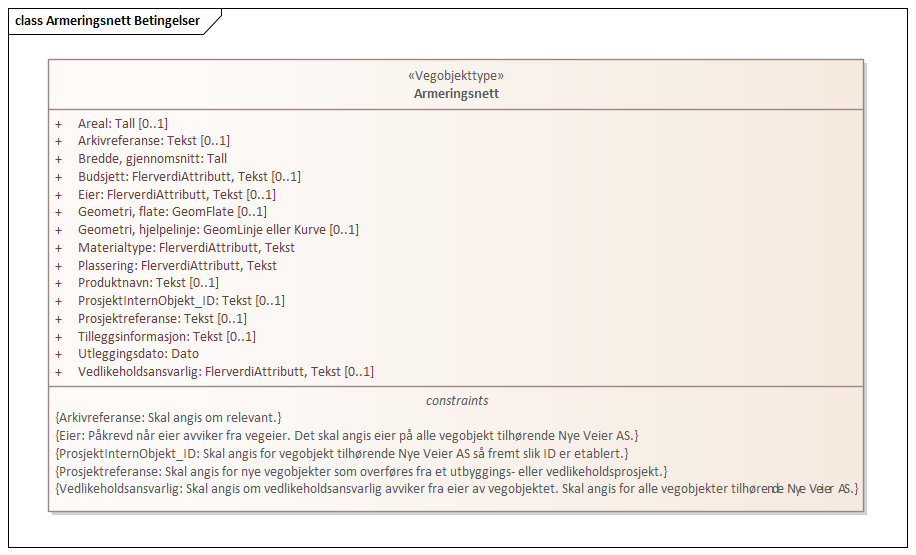 class Armeringsnett Betingelser
«Vegobjekttype»
Armeringsnett
+ Areal: Tall [0..1]
+ Arkivreferanse: Tekst [0..1]
+ Bredde, gjennomsnitt: Tall
+ Budsjett: FlerverdiAttributt, Tekst [0..1]
+ Eier: FlerverdiAttributt, Tekst [0..1]
+ Geometri, flate: GeomFlate [0..1]
+ Geometri, hjelpelinje: GeomLinje eller Kurve [0..1]
+ Materialtype: FlerverdiAttributt, Tekst
+ Plassering: FlerverdiAttributt, Tekst
+ Produktnavn: Tekst [0..1]
+ ProsjektInternObjekt_ID: Tekst [0..1]
+ Prosjektreferanse: Tekst [0..1]
+ Tilleggsinformasjon: Tekst [0..1]
+ Utleggingsdato: Dato
+ Vedlikeholdsansvarlig: FlerverdiAttributt, Tekst [0..1]
constraints
{Arkivreferanse: Skal angis om relevant.}
{Eier: Påkrevd når eier avviker fra vegeier. Det skal angis eier på alle vegobjekt tilhørende Nye Veier AS.}
{ProsjektInternObjekt_ID: Skal angis for vegobjekt tilhørende Nye Veier AS så fremt slik ID er etablert.}
{Prosjektreferanse: Skal angis for nye vegobjekter som overføres fra et utbyggings- eller vedlikeholdsprosjekt.}
{Vedlikeholdsansvarlig: Skal angis om vedlikeholdsansvarlig avviker fra eier av vegobjektet. Skal angis for alle vegobjekter tilhørende Nye Veier AS.}